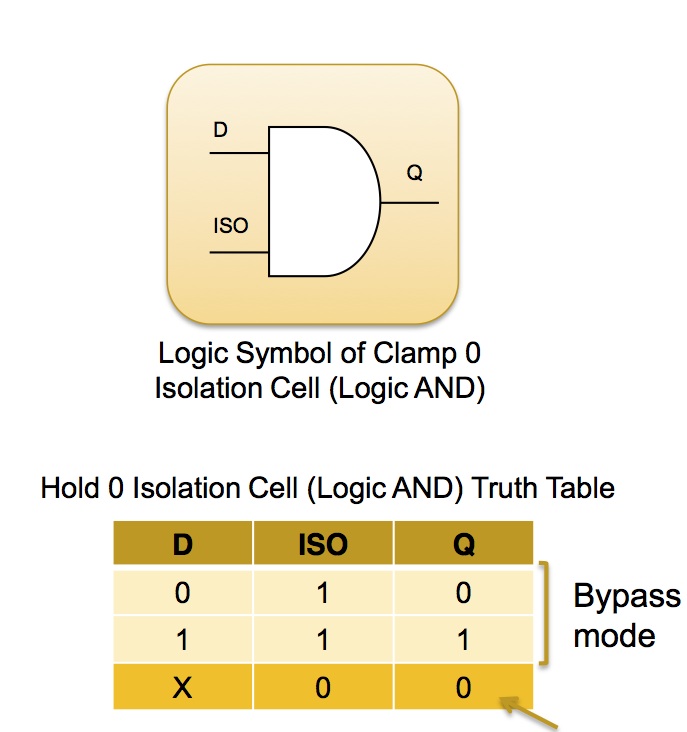 D
Q
ISO
Logic Symbol of Clamp 0
Isolation Cell (Logic AND)
Hold 0 Isolation Cell (Logic AND) Truth Table
D ISO Q
0 1 0
1 1 1
X 0 0
Bypass
mode